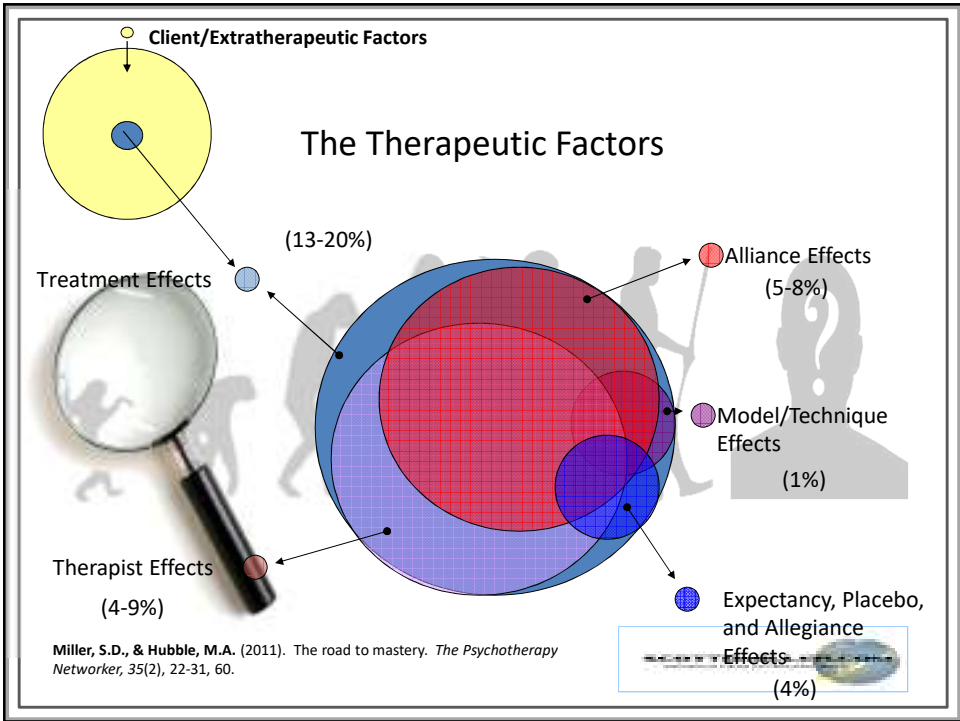 Client/Extratherapeutic Factors
The Therapeutic Factors
(13-20%)
Treatment Effects
Alliance Effects
(5-8%)
Model/Technique
Effects
(1%)
Therapist Effects
(4-9%)
Expectancy, Placebo,
and Allegiance
Effects
(4%)
Miller, S.D., & Hubble, M.A. (2011). The road to mastery. The Psychotherapy
Networker, 35(2), 22-31, 60.